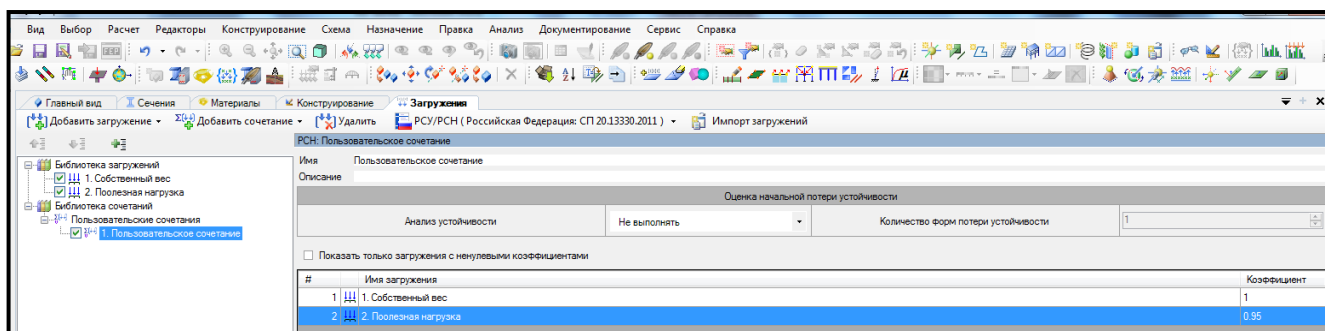 Вид Выбор Расчет Редакторы Конструирование Схема Назначение Правка Анализ Документирование Сервис Справка
Главный вид Сечения Материалы Конструирование Загружения
Добавить загружение Добавить сочетание Удалить РСУ/РСН ( Российская Федерация: СП 20.13330.2011 ) Импорт загружений
РСН: Пользовательское сочетание
Библиотека загружений
1. Собственный вес
2. Поолезная нагрузка
Библиотека сочетаний
Пользовательские сочетания
1. Пользовательское сочетание
Имя Пользовательское сочетание
Описание
Оценка начальной потери устойчивости
Анализ устойчивости Не выполнять Количество форм потери устойчивости 1
Показать только загружения с ненулевыми коэффициентами
# Имя загружения Коэффициент
1 1. Собственный вес 1
2 2. Поолезная нагрузка 0.95